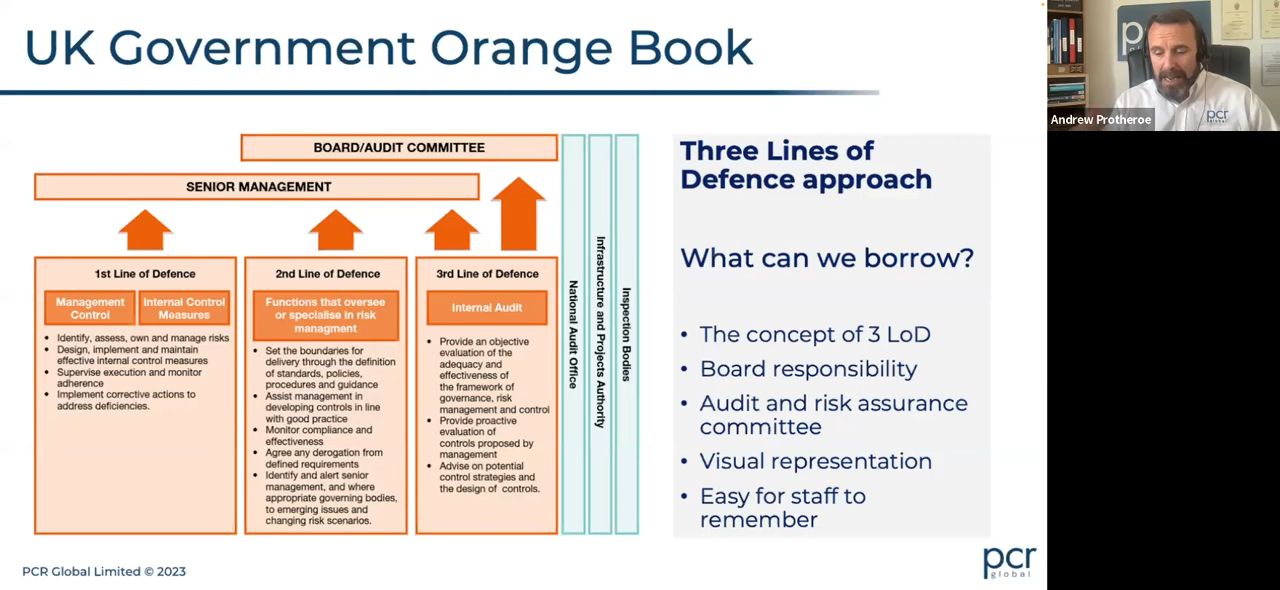 UK Government Orange Book
BOARD/AUDIT COMMITTEE
SENIOR MANAGEMENT
1st Line of Defence
Management
Control
Internal Control
Measures
• Identify, assess, own and manage risks
• Design, implement and maintain
effective internal control measures
• Supervise execution and monitor
adherence
• Implement corrective actions to
address deficiencies.
2nd Line of Defence
Functions that oversee
or specialise in risk
managment
• Set the boundaries for
delivery through the definition
of standards, policies,
procedures and guidance
• Assist management in
developing controls in line
with good practice
• Monitor compliance and
effectiveness
• Agree any derogation from
defined requirements
• Identify and alert senior
management, and where
appropriate governing bodies,
to emerging issues and
changing risk scenarios.
3rd Line of Defence
Internal Audit
• Provide an objective
evaluation of the
adequacy and
effectiveness of
the framework of
governance, risk
management and control
• Provide proactive
evaluation of
controls proposed by
management
• Advise on potential
control strategies and
the design of controls.
National Audit Office
Infrastructure and Projects Authority
Inspection Bodies
Three Lines of
Defence approach
What can we borrow?
• The concept of 3 LoD
• Board responsibility
• Audit and risk assurance
committee
• Visual representation
• Easy for staff to
remember
PCR Global Limited © 2023
pcr
global
Andrew Protheroe
pcr
global